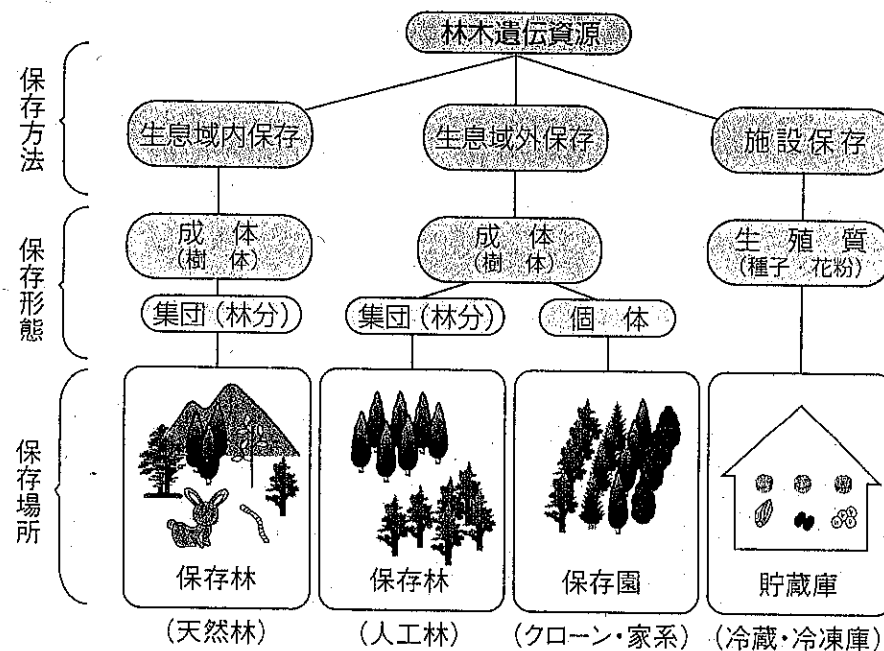 林木遺伝資源
保存方法
生息域内保存
生息域外保存
施設保存
保存形態
成体
(樹体)
成体
(樹体)
生殖質
(種子・花粉)
集団(林分)
集団(林分)
個体
保存場所
保存林
保存林
保存園
貯蔵庫
(天然林)
(人工林)
(クローン・家系)
(冷蔵・冷凍庫)